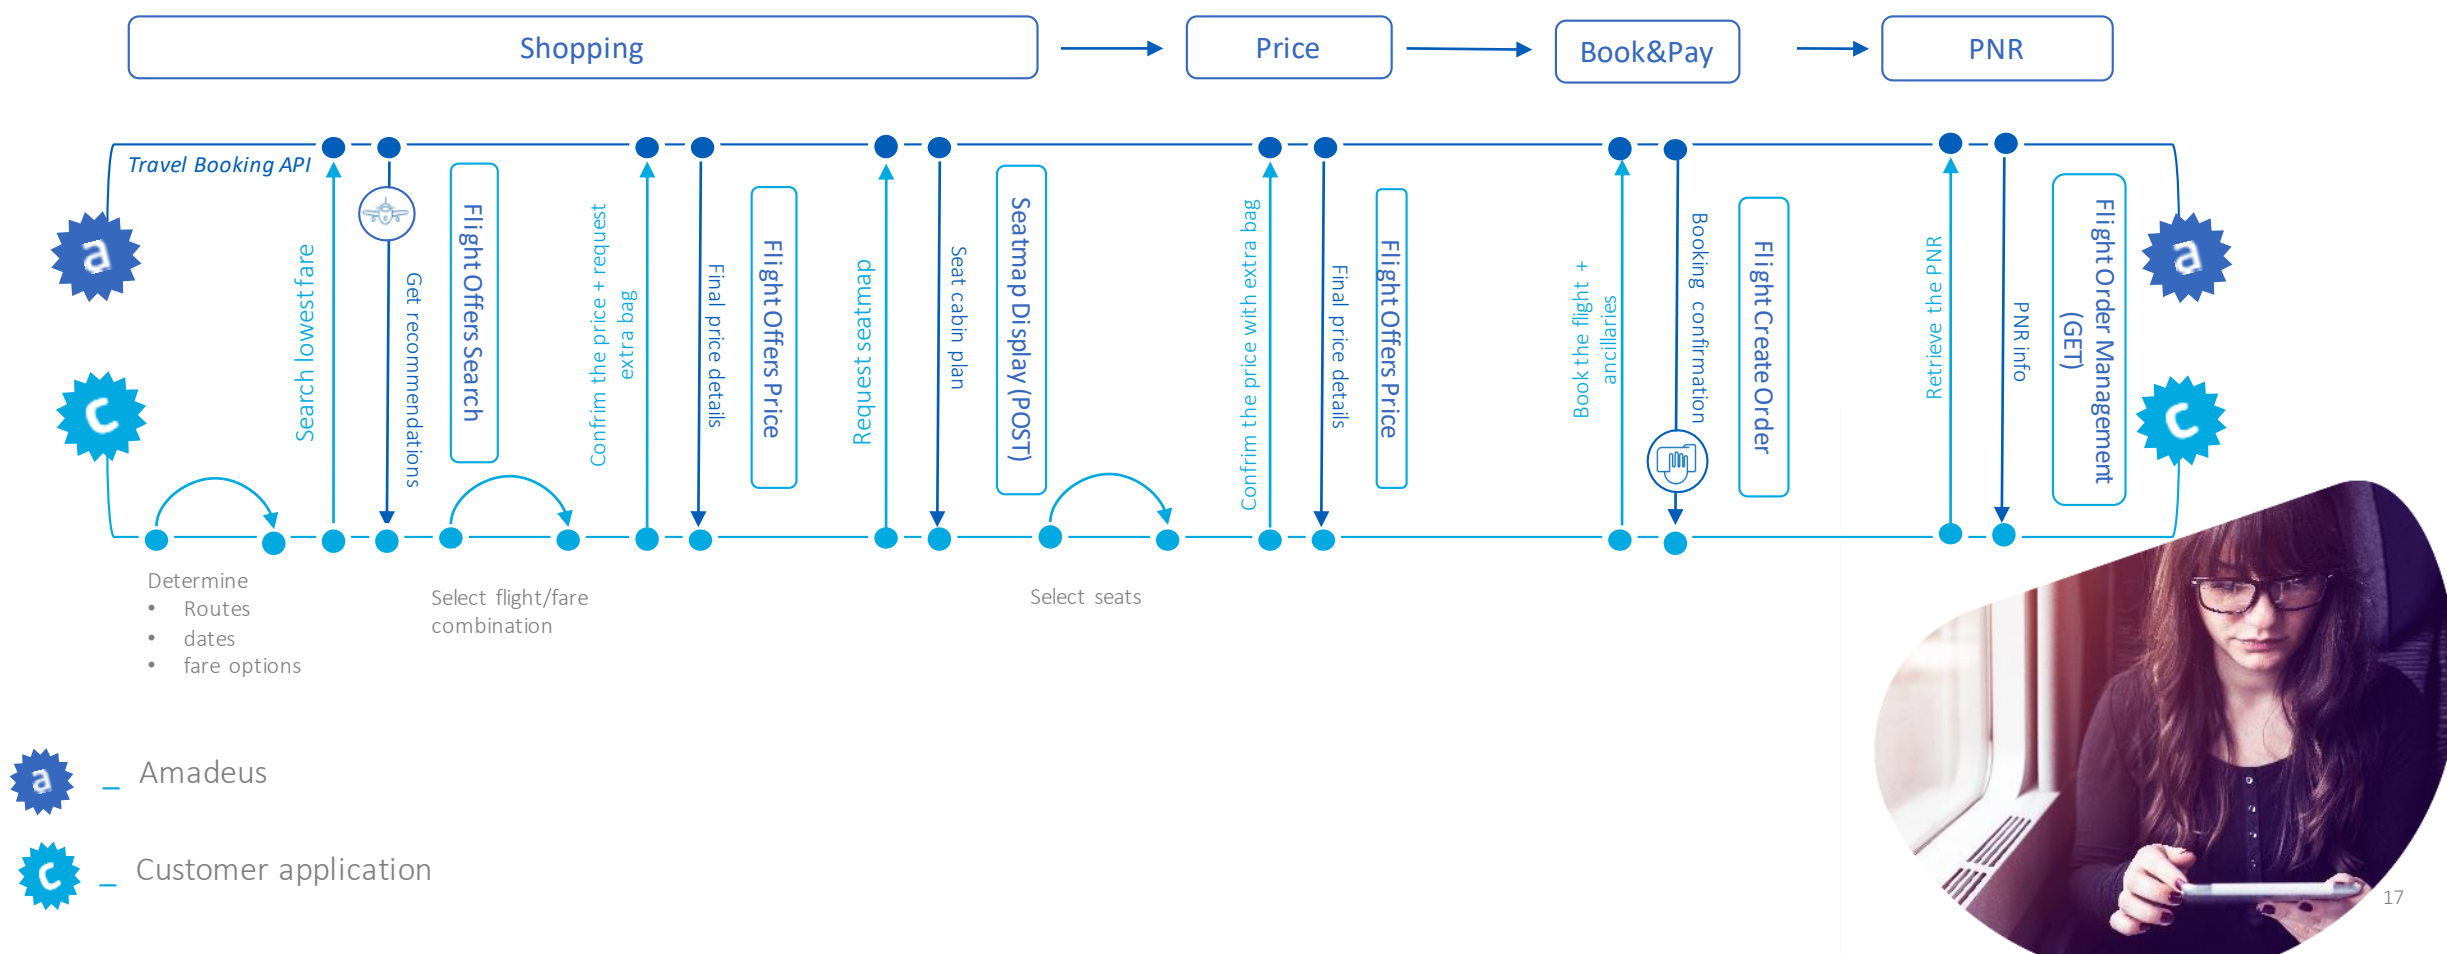 Shopping
Price
Book&Pay
PNR
Travel Booking API
Search lowest fare
Get recommendations
Flight Offers Search
Confrim the price + request
extra bag
Final price details
Flight Offers Price
Request seatmap
Seat cabin plan
Seatmap Display (POST)
Confrim the price with extra bag
Final price details
Flight Offers Price
Book the flight +
ancillaries
Booking confirmation
Flight Create Order
Retrieve the PNR
PNR info
Flight Order Management
(GET)
a
a
c
c
Determine
• Routes
• dates
• fare options
Select flight/fare
combination
Select seats
a – Amadeus
c – Customer application
17